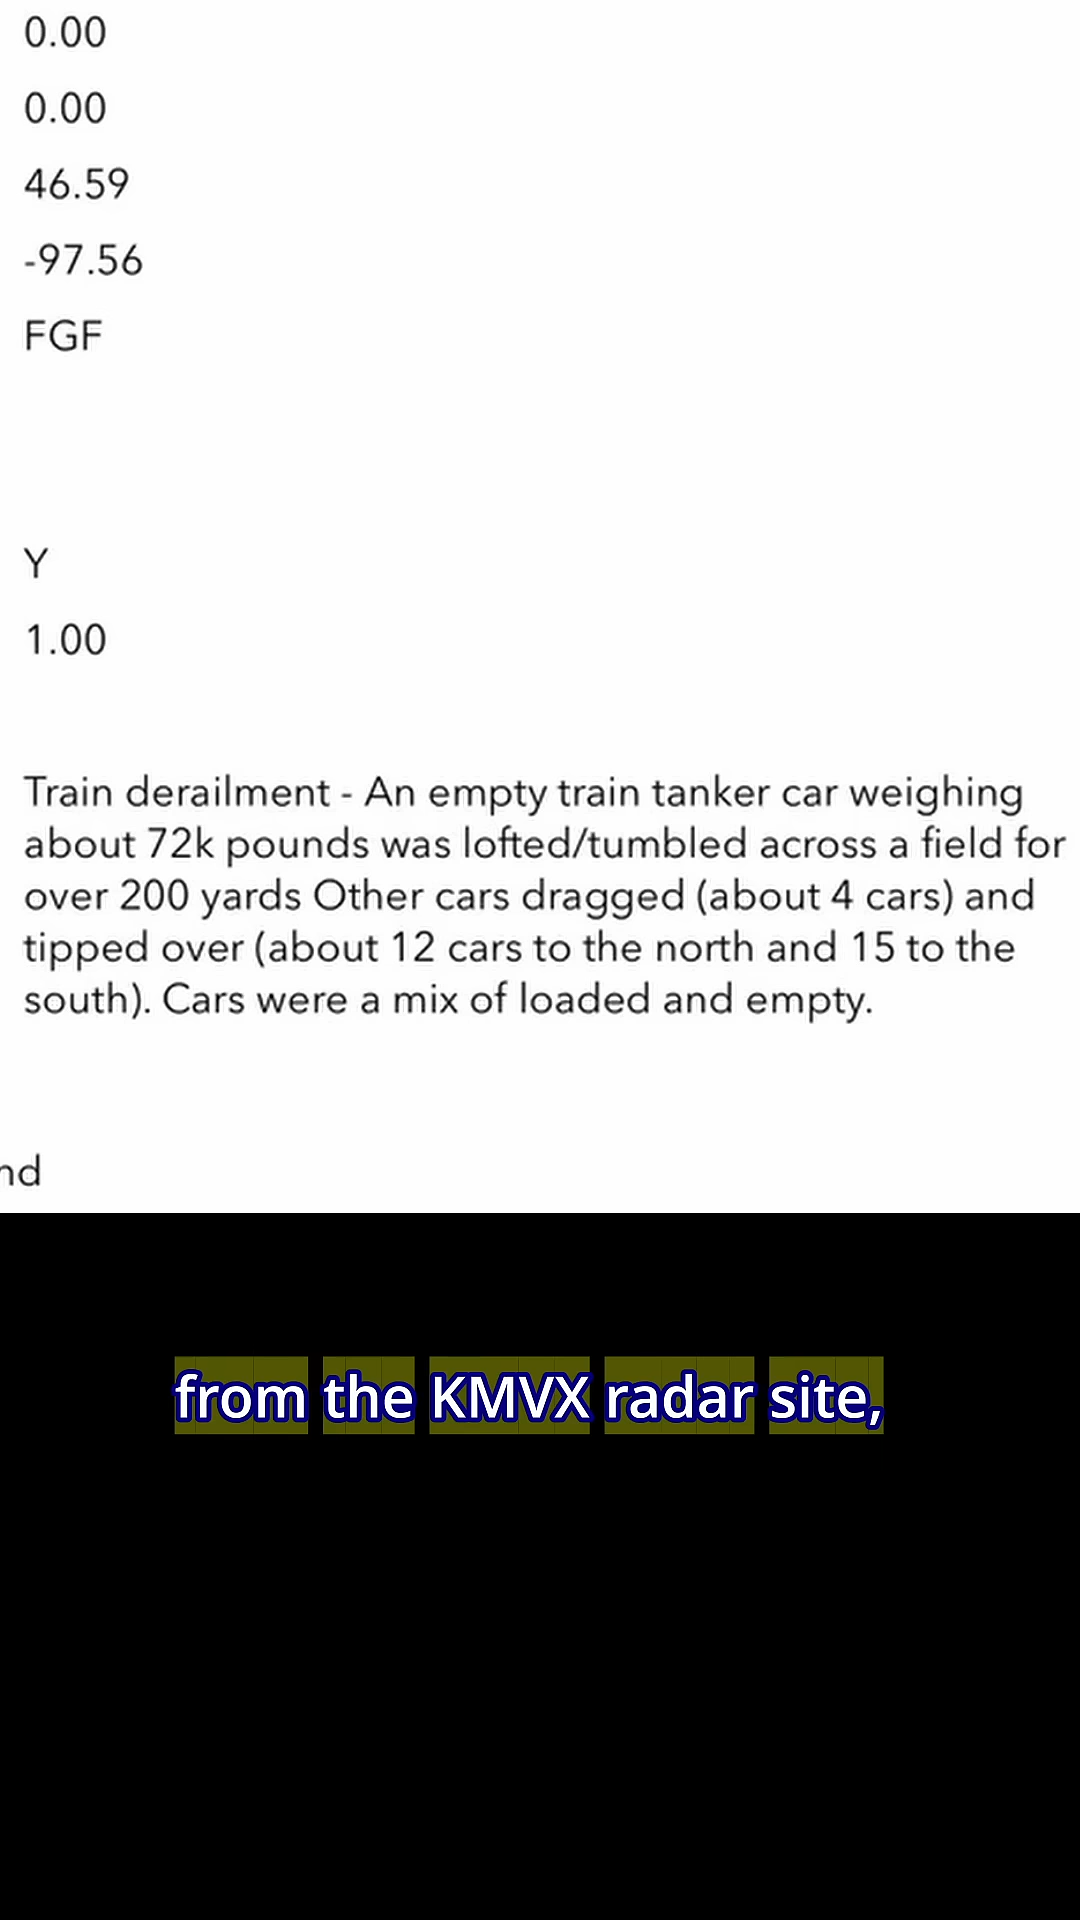 0.00
0.00
46.59
-97.56
FGF
Y
1.00
Train derailment - An empty train tanker car weighing
about 72k pounds was lofted/tumbled across a field for
over 200 yards Other cars dragged (about 4 cars) and
tipped over (about 12 cars to the north and 15 to the
south). Cars were a mix of loaded and empty.
nd
from the KMVX radar site,